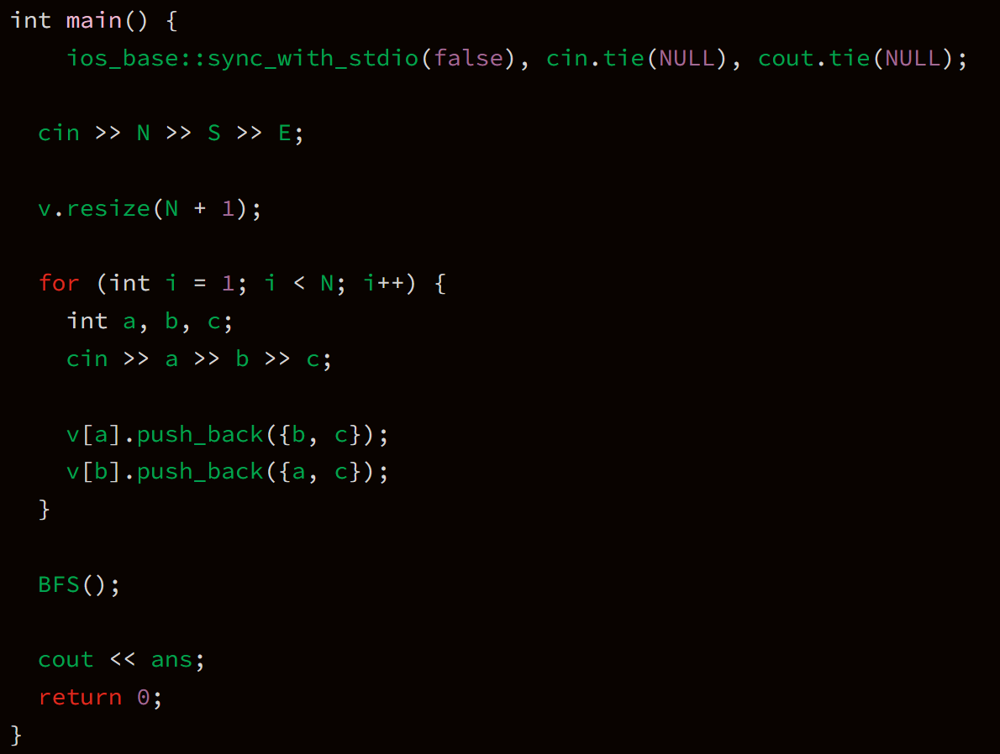 int main() {
    ios_base::sync_with_stdio(false), cin.tie(NULL), cout.tie(NULL);

  cin >> N >> S >> E;

  v.resize(N + 1);

  for (int i = 1; i < N; i++) {
    int a, b, c;
    cin >> a >> b >> c;

    v[a].push_back({b, c});
    v[b].push_back({a, c});
  }

  BFS();

  cout << ans;
  return 0;
}